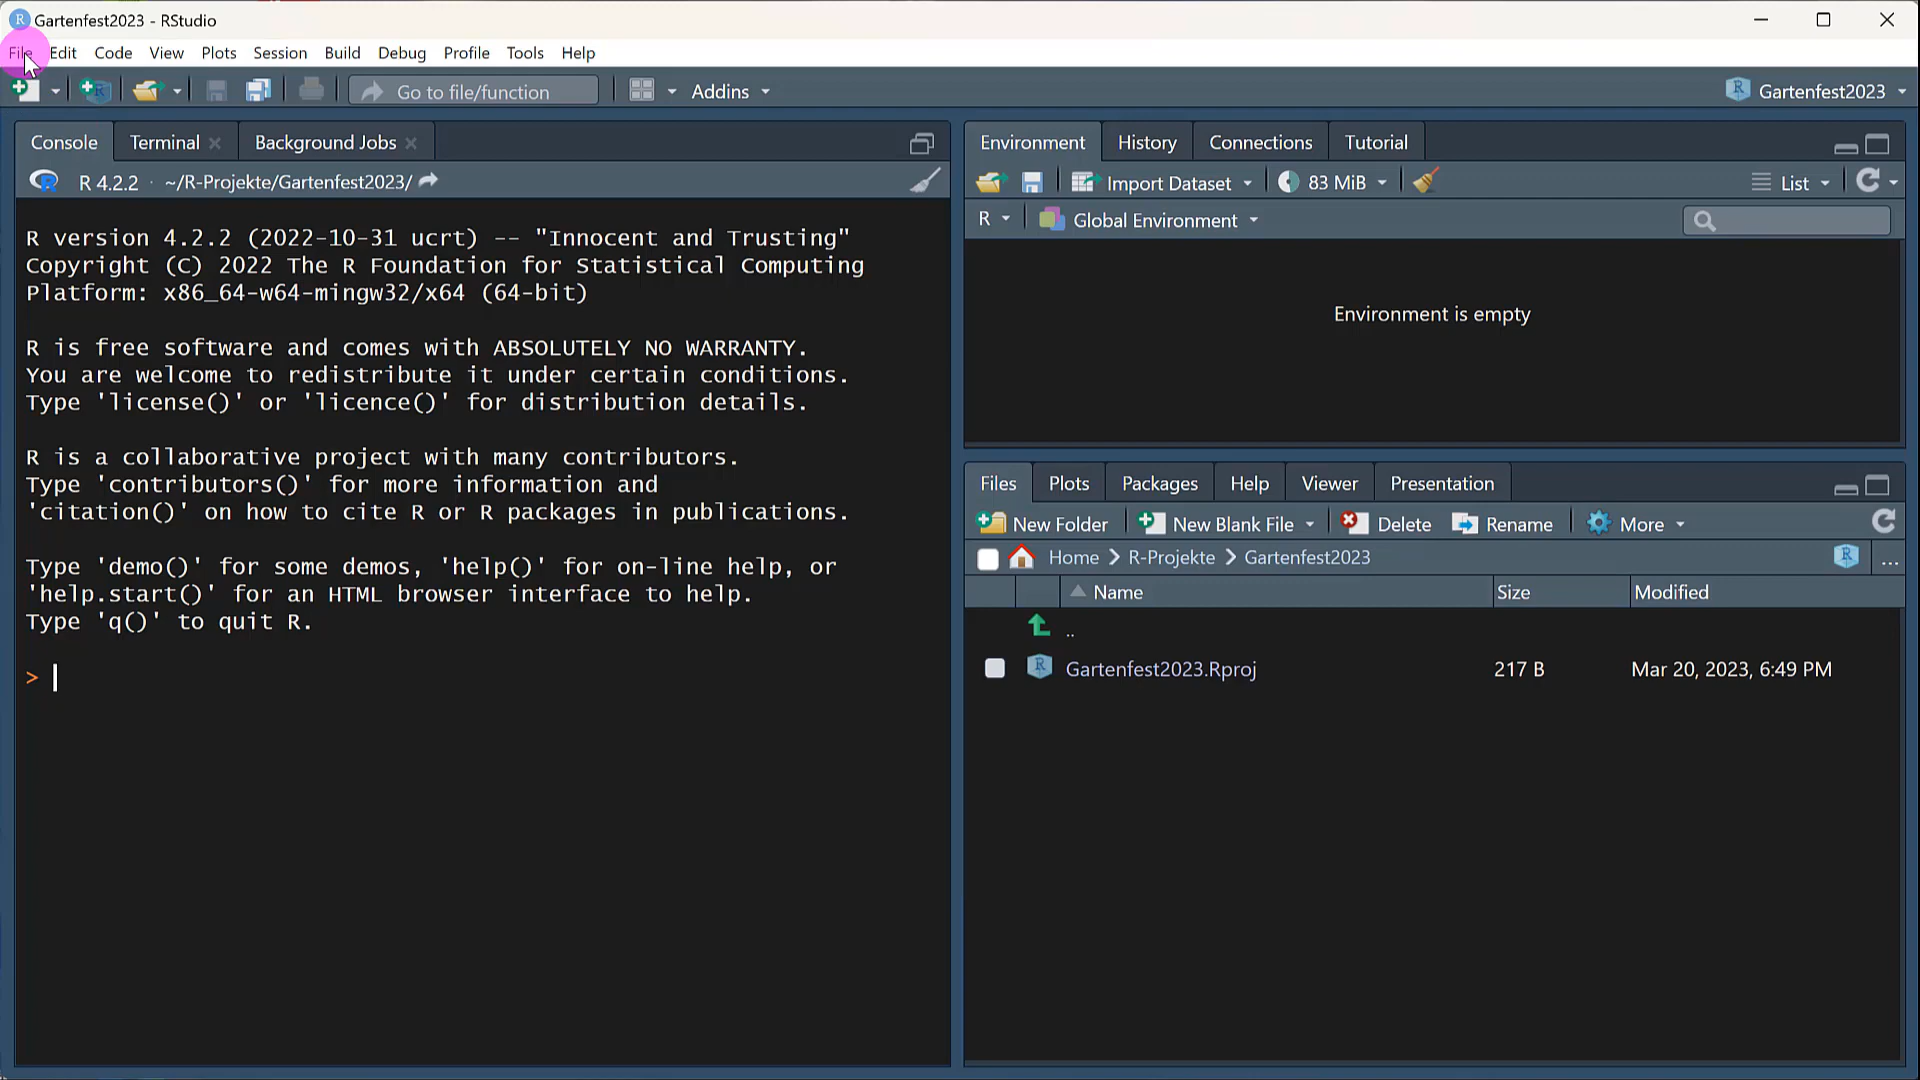 Gartenfest2023 - RStudio
File Edit Code View Plots Session Build Debug Profile Tools Help
Go to file/function Addins Gartenfest2023
Console Terminal Background Jobs
R 4.2.2 · ~/R-Projekte/Gartenfest2023/
R version 4.2.2 (2022-10-31 ucrt) -- "Innocent and Trusting"
Copyright (C) 2022 The R Foundation for Statistical Computing
Platform: x86_64-w64-mingw32/x64 (64-bit)
R is free software and comes with ABSOLUTELY NO WARRANTY.
You are welcome to redistribute it under certain conditions.
Type 'license()' or 'licence()' for distribution details.
R is a collaborative project with many contributors.
Type 'contributors()' for more information and
'citation()' on how to cite R or R packages in publications.
Type 'demo()' for some demos, 'help()' for on-line help, or
'help.start()' for an HTML browser interface to help.
Type 'q()' to quit R.
>
Environment History Connections Tutorial
Import Dataset 83 MiB List
R Global Environment
Environment is empty
Files Plots Packages Help Viewer Presentation
New Folder New Blank File Delete Rename More
Home R-Projekte Gartenfest2023 ...
Name Size Modified
..
Gartenfest2023.Rproj 217 B Mar 20, 2023, 6:49 PM